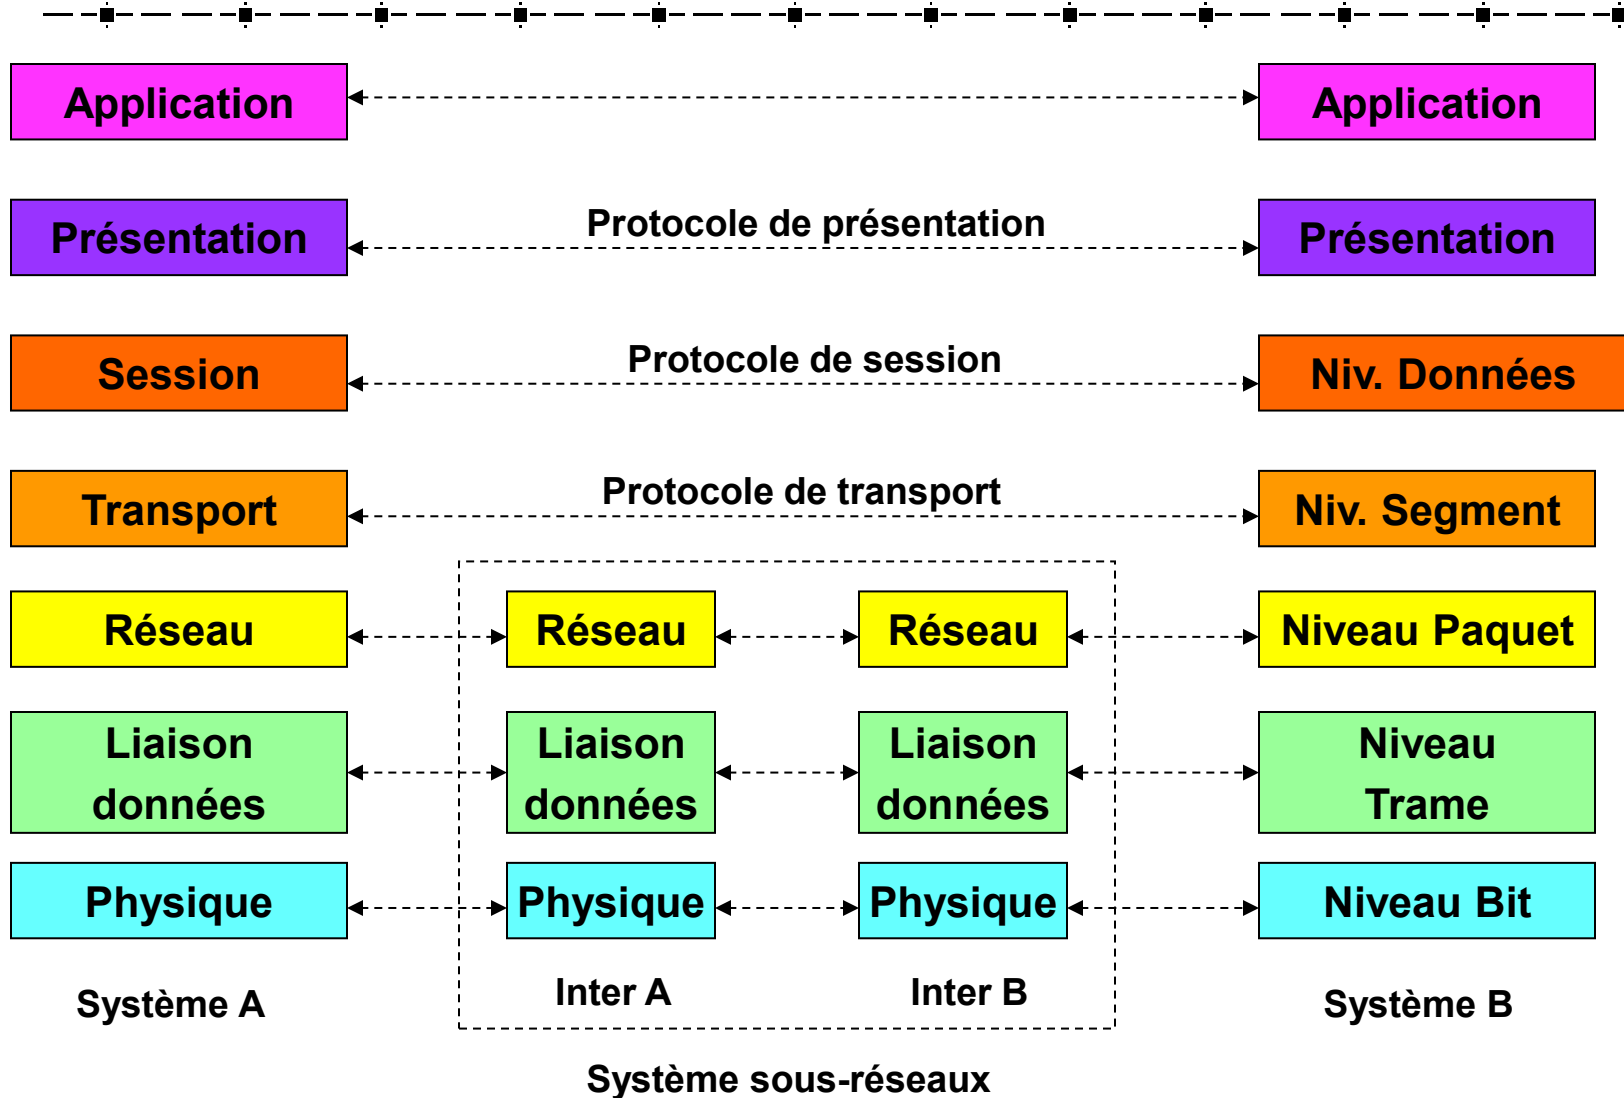 Application
Application
Présentation
Protocole de présentation
Présentation
Session
Protocole de session
Niv. Données
Transport
Protocole de transport
Niv. Segment
Réseau
Réseau
Réseau
Niveau Paquet
Liaison
données
Liaison
données
Liaison
données
Niveau
Trame
Physique
Physique
Physique
Niveau Bit
Système A
Inter A
Inter B
Système B
Système sous-réseaux